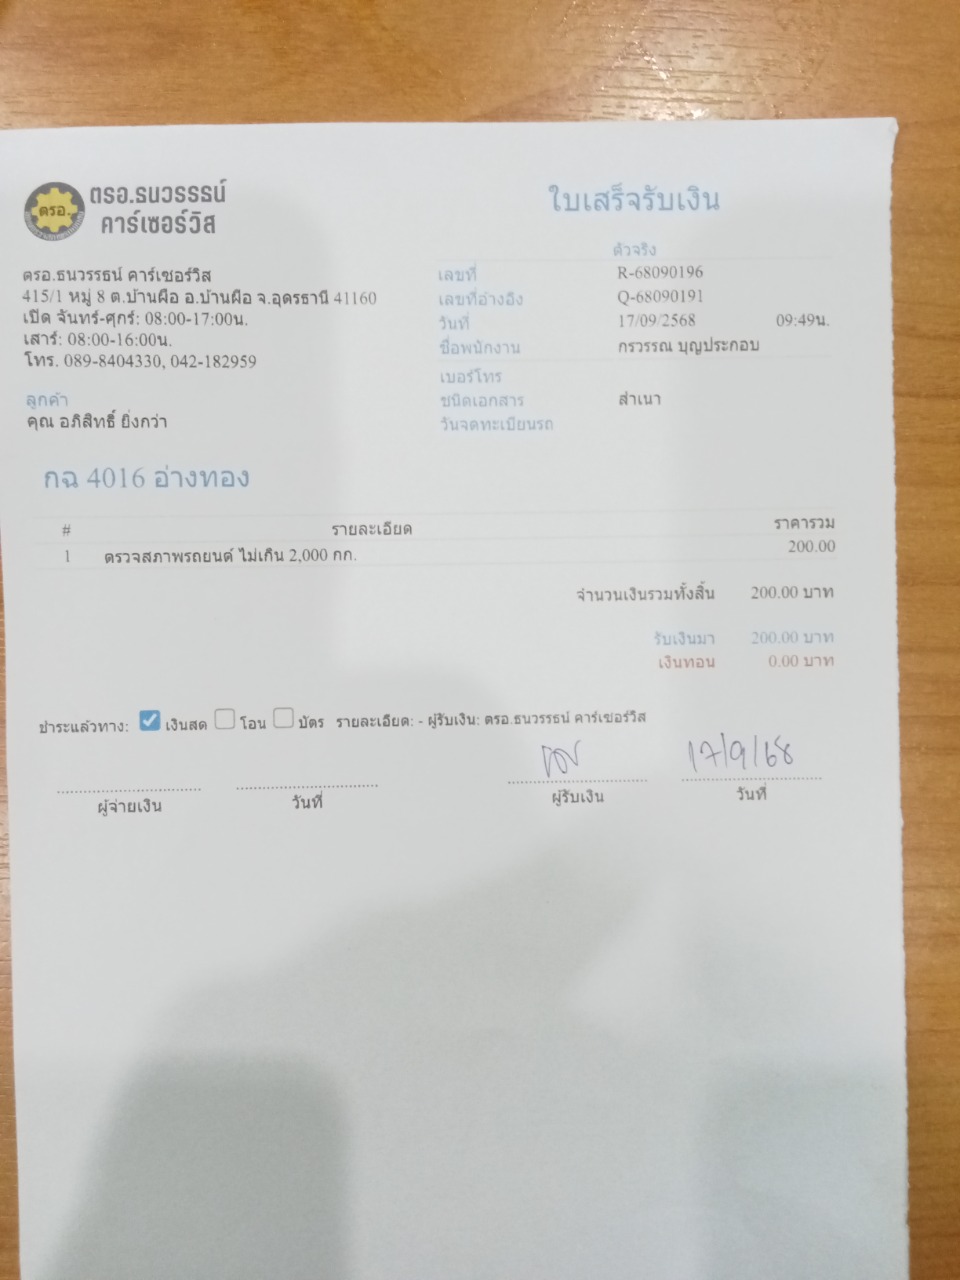 ตรอ.ธนวรรธน์
คาร์เซอร์วิส
ตรอ.
ใบเสร็จรับเงิน
ตัวจริง
ตรอ.ธนวรรธน์ คาร์เซอร์วิส
415/1 หมู่ 8 ต.บ้านผือ อ.บ้านผือ จ.อุดรธานี 41160
เปิด จันทร์-ศุกร์: 08:00-17:00น.
เสาร์: 08:00-16:00น.
โทร. 089-8404330, 042-182959
เลขที่ R-68090196
เลขที่อ้างอิง Q-68090191
วันที่ 17/09/2568 09:49น.
ชื่อพนักงาน กรวรรณ บุญประกอบ
เบอร์โทร
ชนิดเอกสาร สำเนา
วันจดทะเบียนรถ
ลูกค้า
คุณ อภิสิทธิ์ ยิ่งกว่า
กฉ 4016 อ่างทอง
# รายละเอียด ราคารวม
1 ตรวจสภาพรถยนต์ ไม่เกิน 2,000 กก. 200.00
จำนวนเงินรวมทั้งสิ้น 200.00 บาท
รับเงินมา 200.00 บาท
เงินทอน 0.00 บาท
ชำระแล้วทาง: เงินสด โอน บัตร รายละเอียด: - ผู้รับเงิน: ตรอ.ธนวรรธน์ คาร์เซอร์วิส
17/9/68
ผู้จ่ายเงิน วันที่ ผู้รับเงิน วันที่